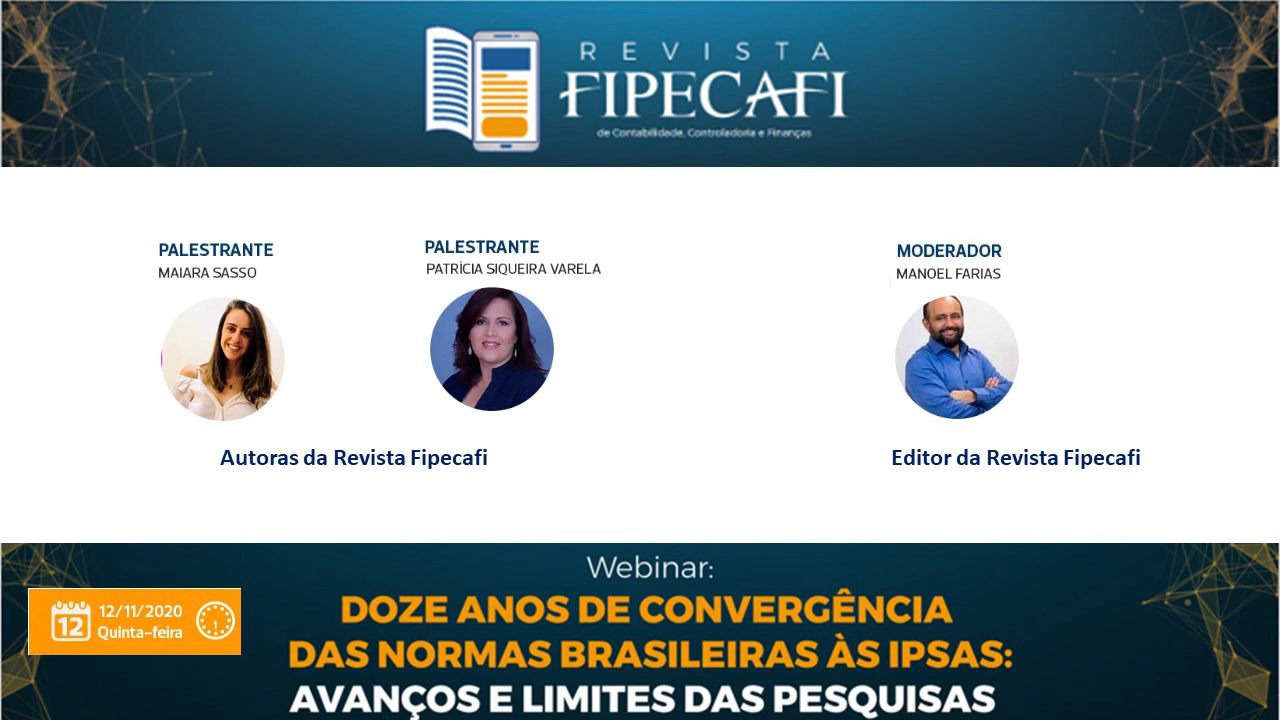 REVISTA
FIPECAFI
de Contabilidade, Controladoria e Finanças
PALESTRANTE
MAIARA SASSO
PALESTRANTE
PATRÍCIA SIQUEIRA VARELA
MODERADOR
MANOEL FARIAS
Autoras da Revista Fipecafi
Editor da Revista Fipecafi
12
12/11/2020
Quinta-feira
Webinar:
DOZE ANOS DE CONVERGÊNCIA
DAS NORMAS BRASILEIRAS ÀS IPSAS:
AVANÇOS E LIMITES DAS PESQUISAS